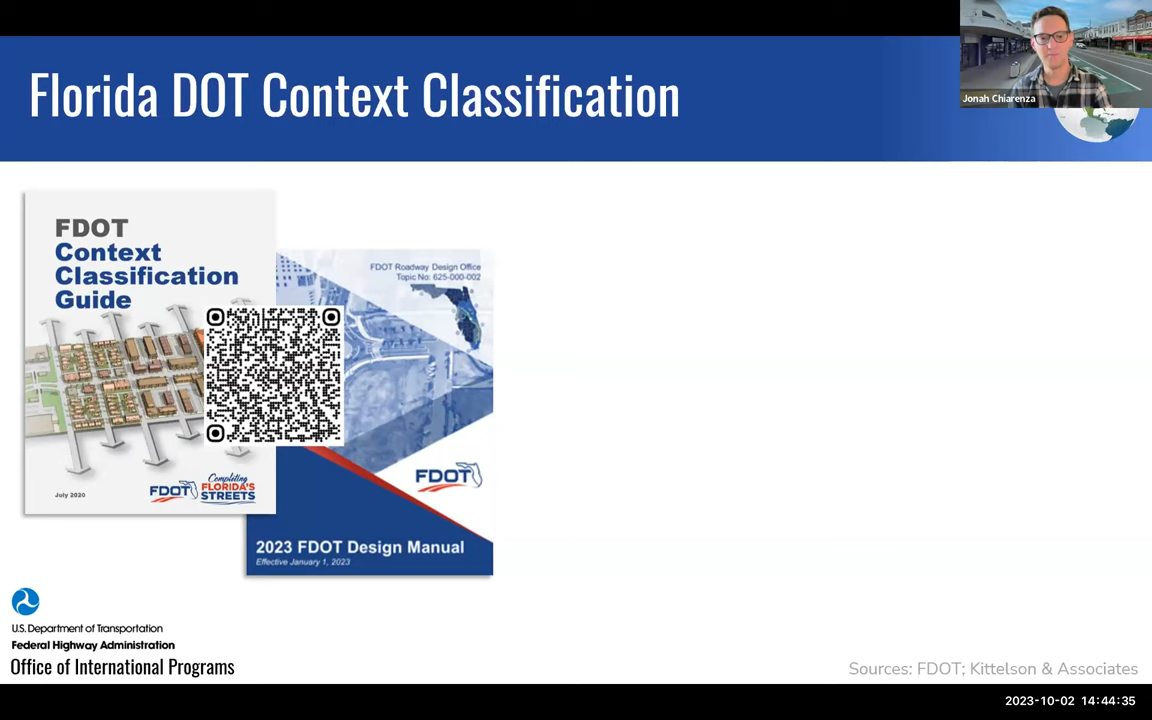 Florida DOT Context Classification
Jonah Chiarenza
FDOT
Context
Classification
Guide
July 2020
FDOT
Completing
FLORIDA'S
STREETS
FDOT Roadway Design Office
Topic No: 625-000-002
FDOT
2023 FDOT Design Manual
Effective January 1, 2023
U.S. Department of Transportation
Federal Highway Administration
Office of International Programs
Sources: FDOT; Kittelson & Associates
2023-10-02 14:44:35